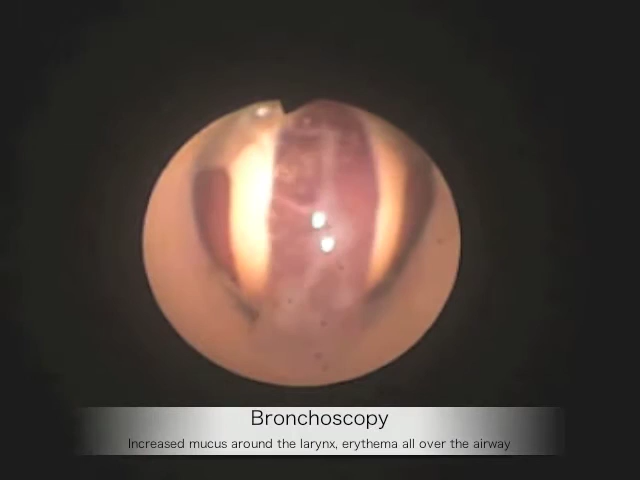 Bronchoscopy
Increased mucus around the larynx, erythema all over the airway